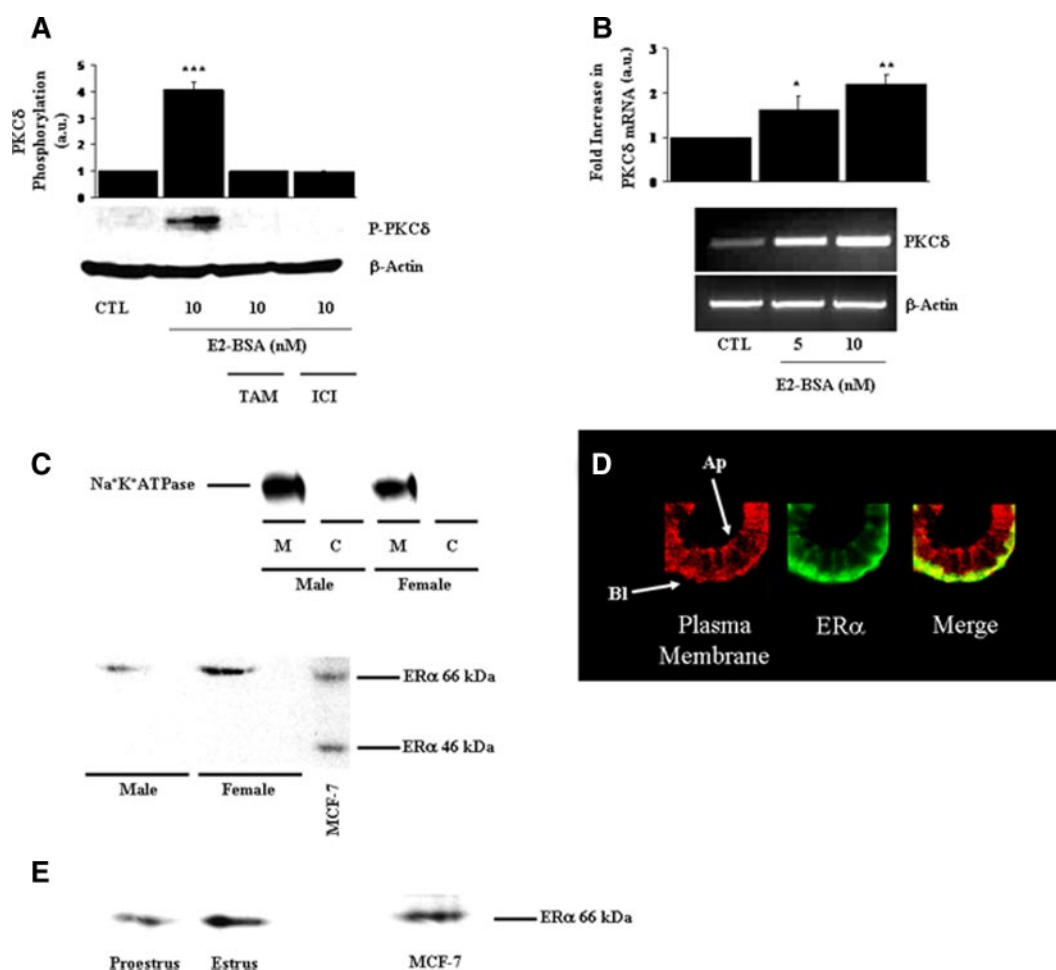 A
PKCδ
Phosphorylation
(a.u.)
5
4
3
2
1
0
***
P-PKCδ
β-Actin
CTL 10 10 10
E2-BSA (nM)
TAM ICI
B
Fold Increase in
PKCδ mRNA (a.u.)
3
2
1
0
*
**
PKCδ
β-Actin
CTL 5 10
E2-BSA (nM)
C
Na⁺K⁺ATPase
M C M C
Male Female
ERα 66 kDa
ERα 46 kDa
Male Female MCF-7
D
Ap
Bl
Plasma
Membrane
ERα
Merge
E
ERα 66 kDa
Proestrus Estrus MCF-7